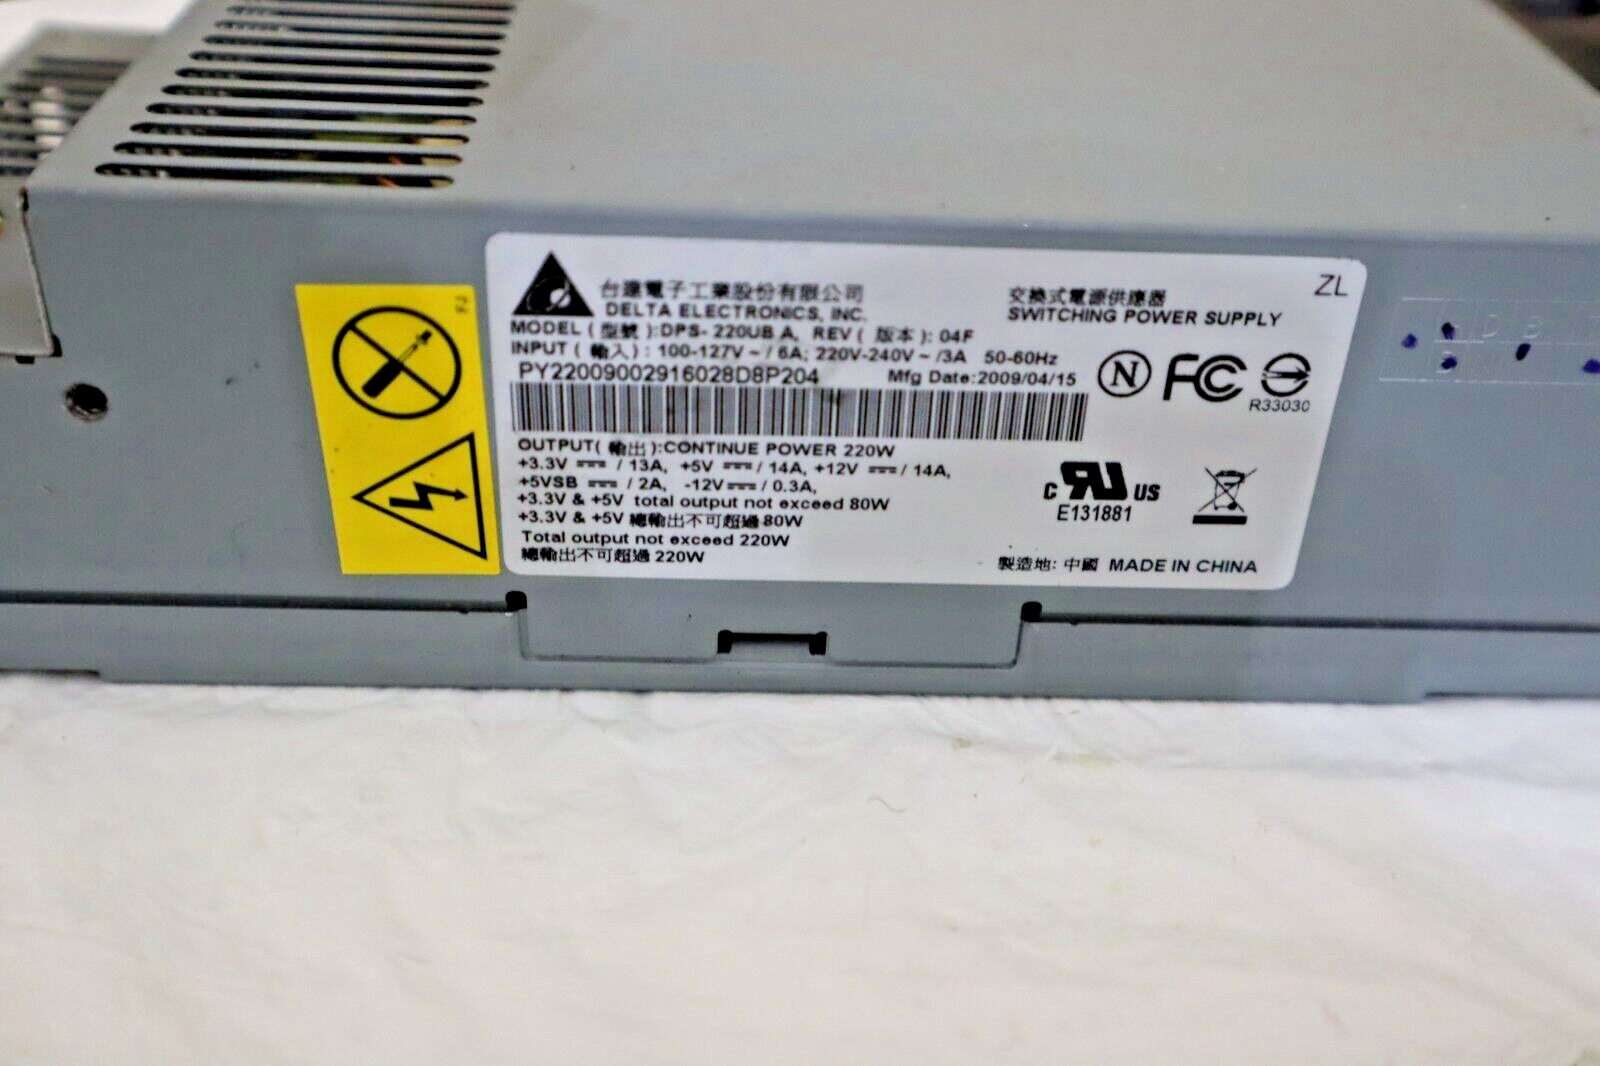 FJ
台達電子工業股份有限公司
DELTA ELECTRONICS, INC.
交換式電源供應器
SWITCHING POWER SUPPLY
ZL
MODEL ( 型號 ):DPS- 220UB A, REV ( 版本 ): 04F
INPUT ( 輸入 ) : 100-127V ~ / 6A; 220V-240V ~ /3A 50-60Hz
PY22009002916028D8P204
Mfg Date:2009/04/15
N
FC
R33030
OUTPUT( 輸出 ):CONTINUE POWER 220W
+3.3V ⎓ / 13A, +5V ⎓ / 14A, +12V ⎓ / 14A,
+5VSB ⎓ / 2A, -12V⎓ / 0.3A,
+3.3V & +5V total output not exceed 80W
+3.3V & +5V 總輸出不可超過 80W
Total output not exceed 220W
總輸出不可超過 220W
c RU US
E131881
製造地: 中國 MADE IN CHINA